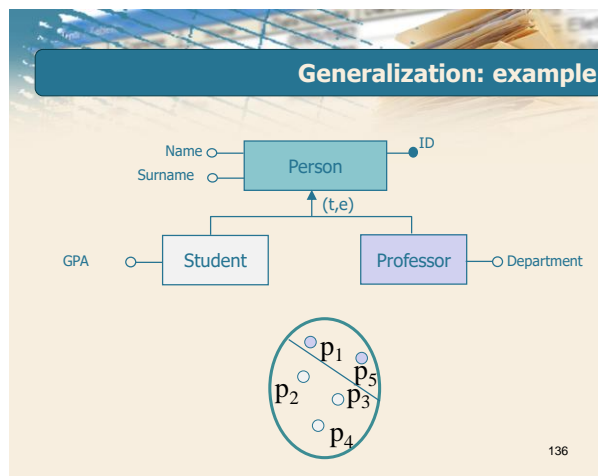 Generalization: example
Name
ID
Surname
Person
(t,e)
GPA
Student
Professor
Department
p1
p5
p2
p3
p4
136